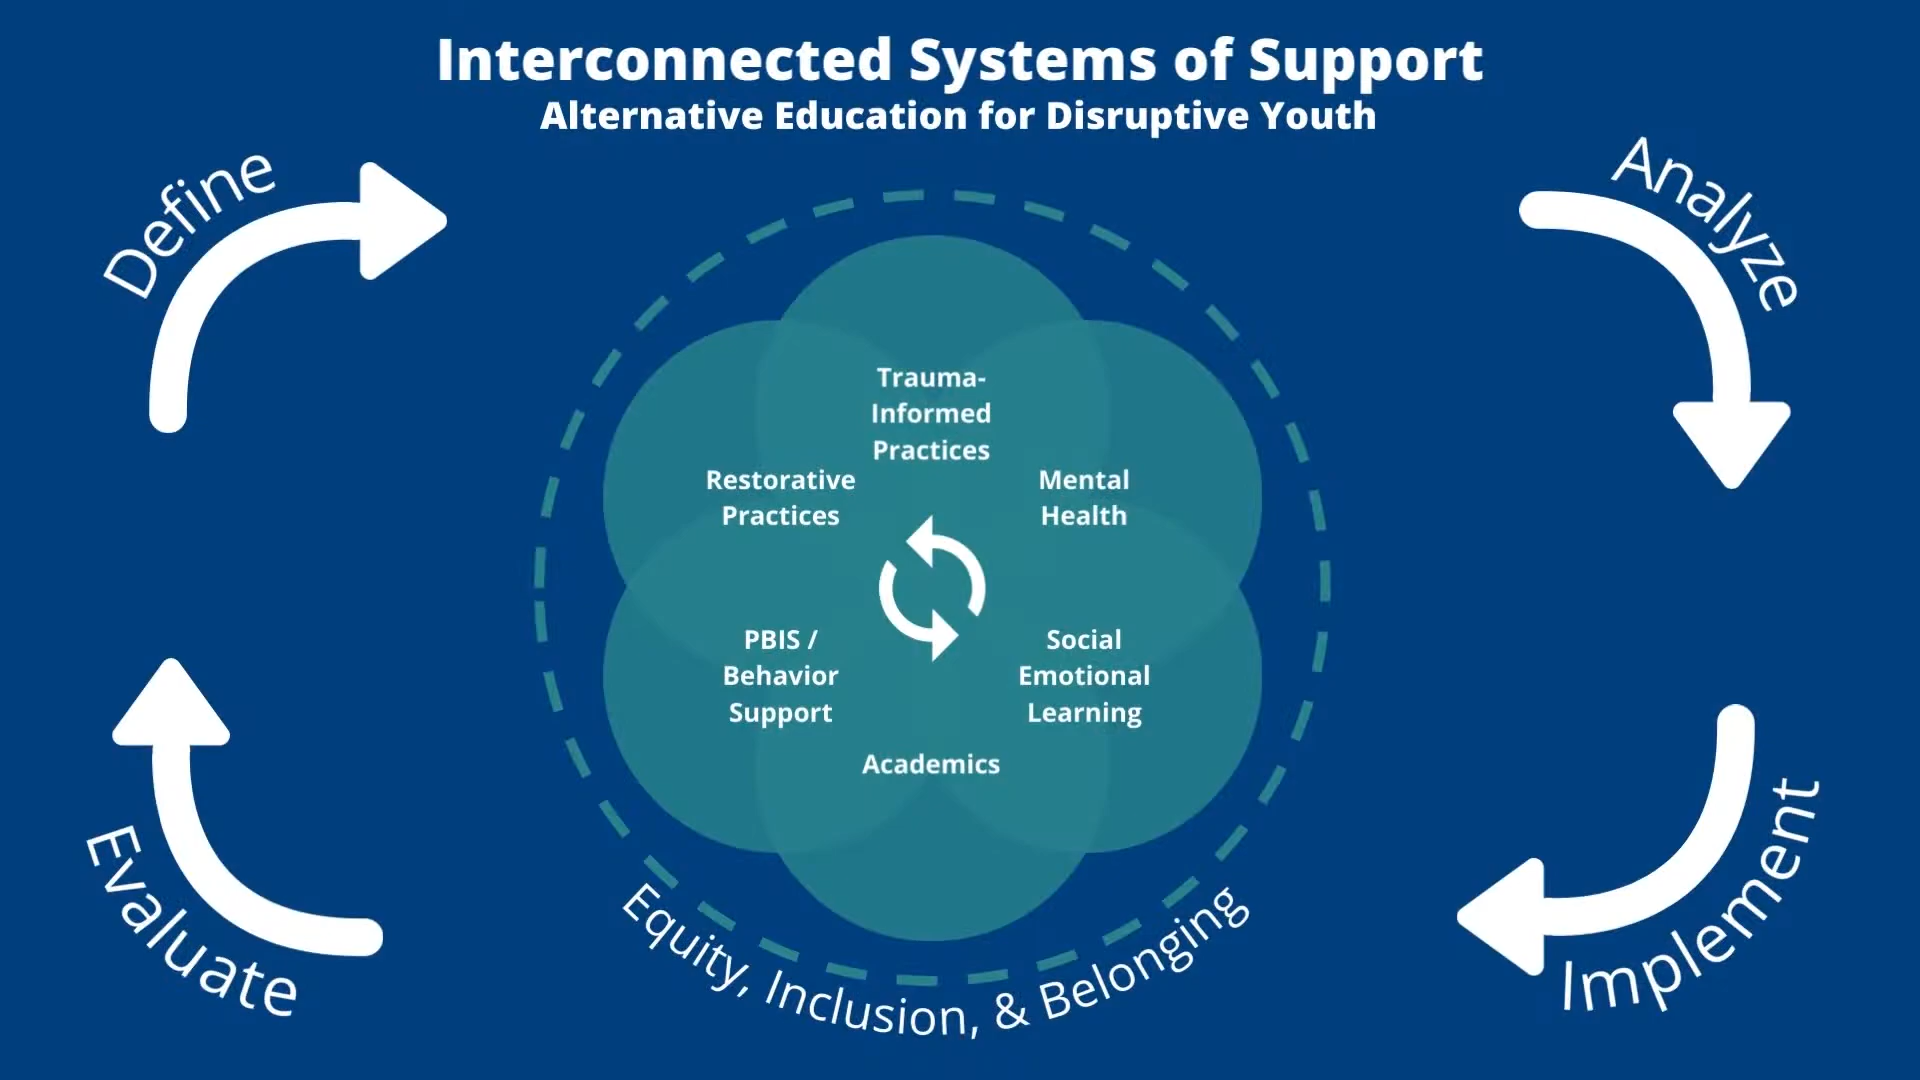 Interconnected Systems of Support
Alternative Education for Disruptive Youth
Define
Analyze
Trauma-
Informed
Practices
Restorative
Practices
Mental
Health
PBIS /
Behavior
Support
Social
Emotional
Learning
Academics
Evaluate
Implement
Equity, Inclusion, & Belonging